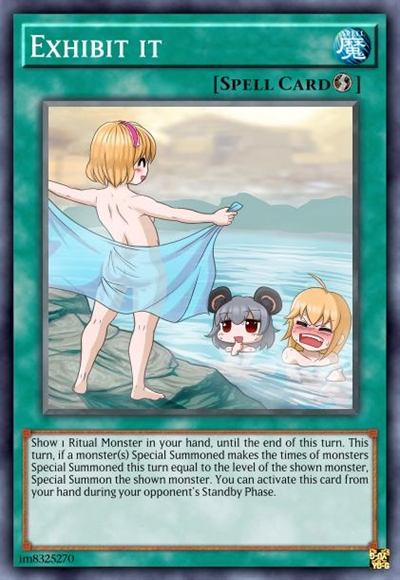 EXHIBIT IT
SPELL
魔
[SPELL CARD]
Show 1 Ritual Monster in your hand, until the end of this turn. This
turn, if a monster(s) Special Summoned makes the times of monsters
Special Summoned this turn equal to the level of the shown monster,
Special Summon the shown monster. You can activate this card from
your hand during your opponent's Standby Phase.
im8325270